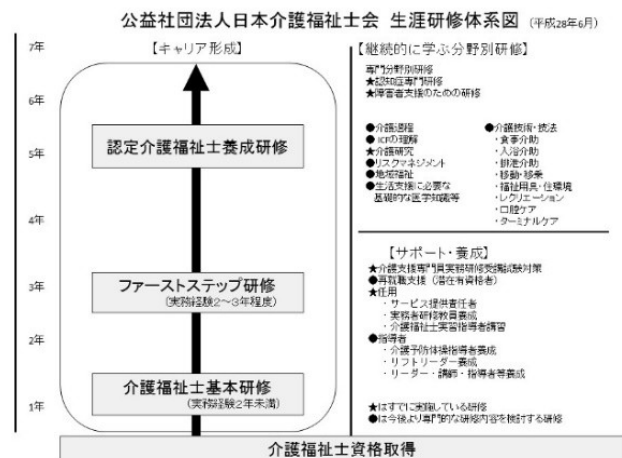 公益社団法人日本介護福祉士会 生涯研修体系図 (平成28年6月)
7年
6年
5年
4年
3年
2年
1年
【キャリア形成】
認定介護福祉士養成研修
ファーストステップ研修
(実務経験2～3年程度)
介護福祉士基本研修
(実務経験2年未満)
介護福祉士資格取得
【継続的に学ぶ分野別研修】
専門分野別研修
★認知症専門研修
★障害者支援のための研修
●介護過程
●ICFの理解
★介護研究
●リスクマネジメント
●地域福祉
●生活支援に必要な
基礎的な医学知識等
●介護技術・技法
・食事介助
・入浴介助
・排泄介助
・移動・移乗
・福祉用具・住環境
・レクリエーション
・口腔ケア
・ターミナルケア
【サポート・養成】
★介護支援専門員実務研修受講試験対策
●再就職支援（潜在有資格者）
★任用
・サービス提供責任者
・実務者研修教員養成
・介護福祉士実習指導者講習
●指導者
・介護予防体操指導者養成
・リフトリーダー養成
・リーダー・講師・指導者等養成
★はすでに実施している研修
●は今後より専門的な研修内容を検討する研修